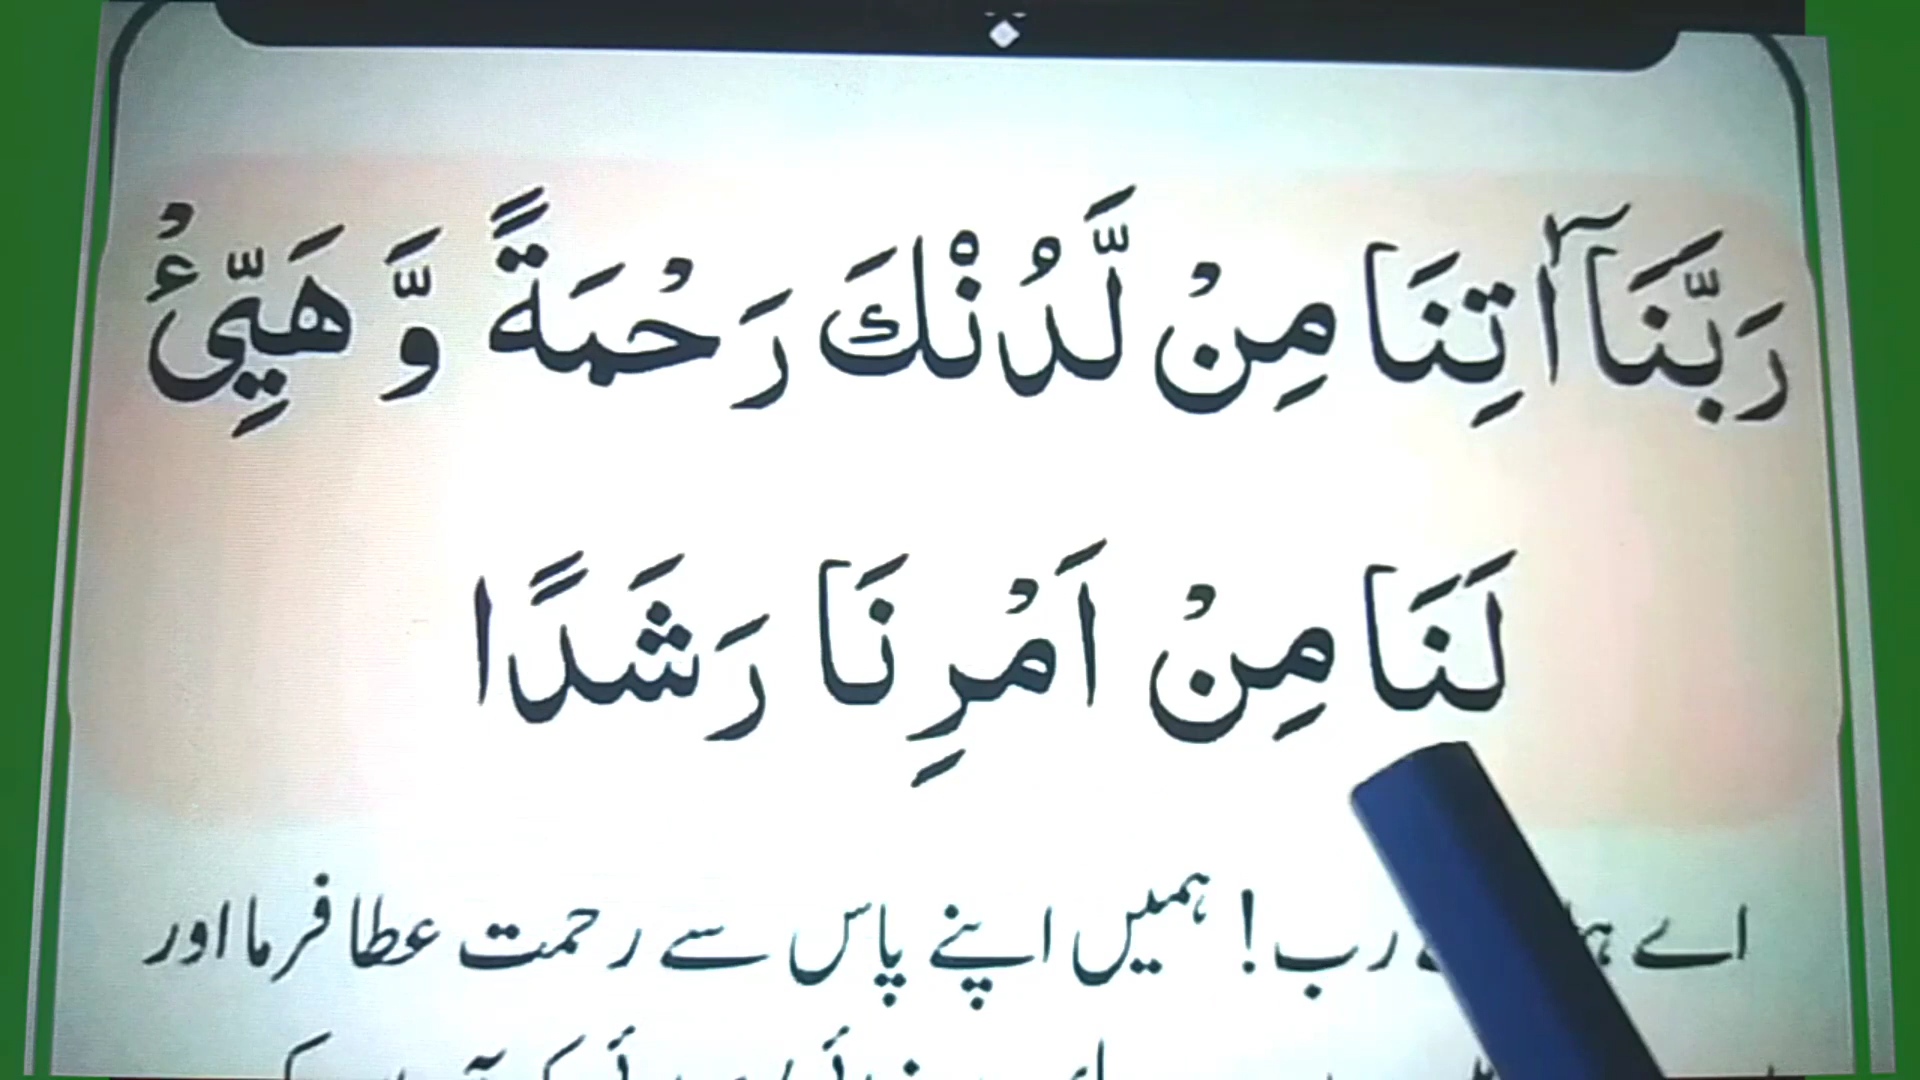 رَبَّنَآ اٰتِنَا مِنْ لَّدُنْكَ رَحْمَةً وَّ هَيِّئْ
لَنَا مِنْ اَمْرِنَا رَشَدًا
اے رب! ہمیں اپنے پاس سے رحمت عطا فرما اور